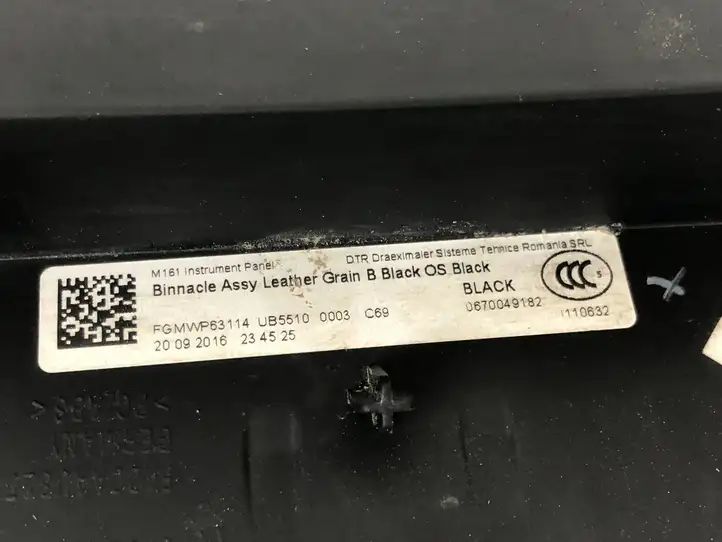 M161 Instrument Panel
DTR Draexlmaier Sisteme Tehnice Romania SRL
Binnacle Assy Leather Grain B Black OS Black
BLACK
CCC S
FGMWP63114 UB5510 0003 C69
0670049182
I110632
20 09 2016 23 45 25
GERMANY